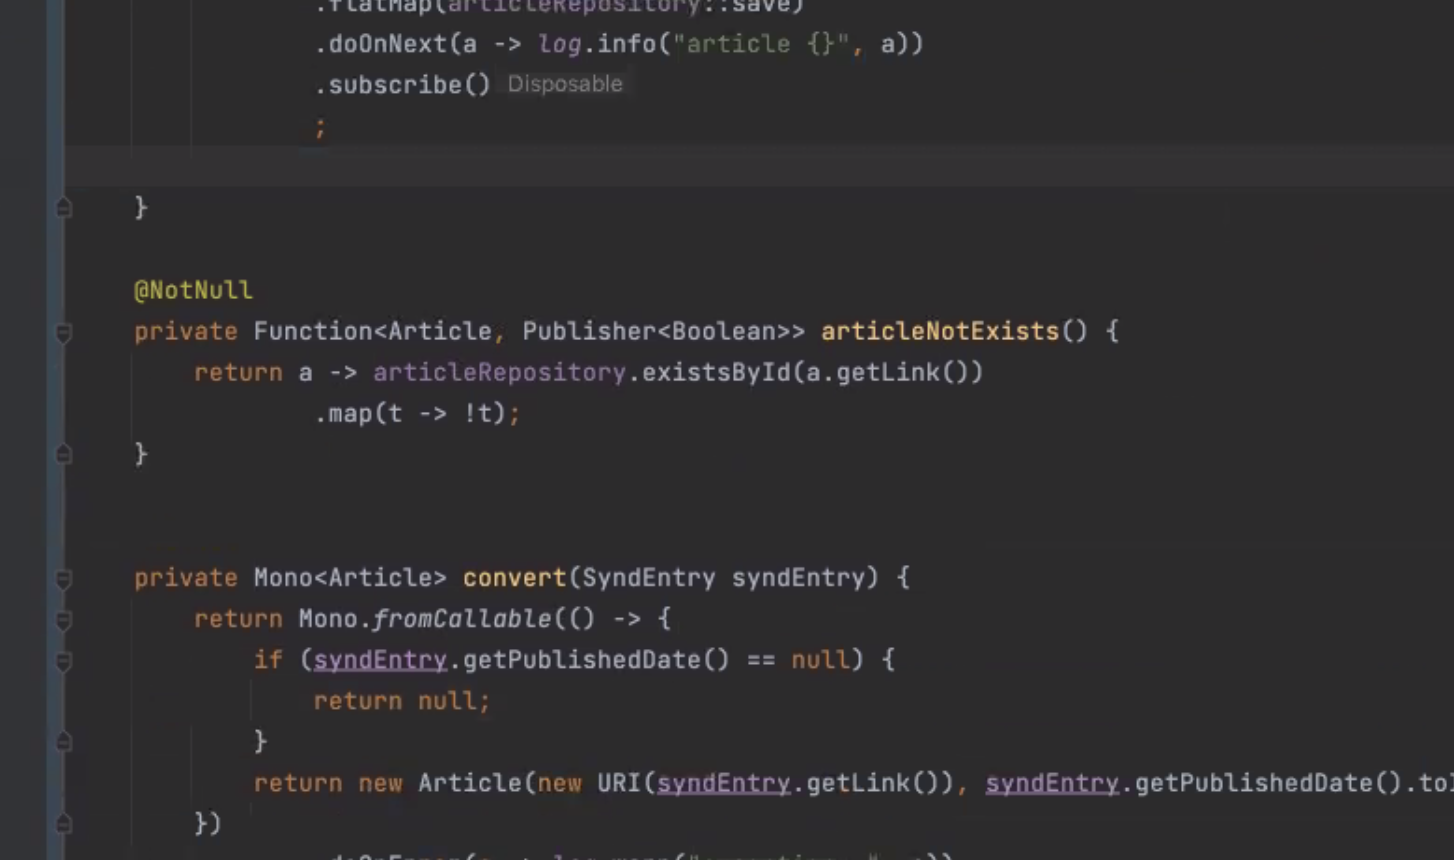 .flatMap(articleRepository::save)
.doOnNext(a -> log.info("article {}", a))
.subscribe() Disposable
;
}
@NotNull
private Function<Article, Publisher<Boolean>> articleNotExists() {
return a -> articleRepository.existsById(a.getLink())
.map(t -> !t);
}
private Mono<Article> convert(SyndEntry syndEntry) {
return Mono.fromCallable(() -> {
if (syndEntry.getPublishedDate() == null) {
return null;
}
return new Article(new URI(syndEntry.getLink()), syndEntry.getPublishedDate().to
})